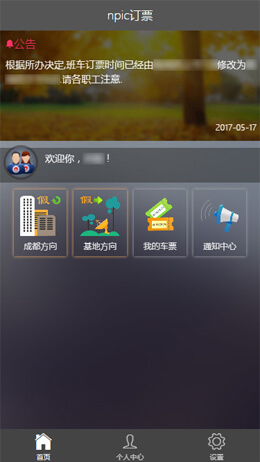 npic订票
公告
根据所办决定,班车订票时间已经由 修改为
.请各职工注意.
2017-05-17
欢迎你， ！
假 假
成都方向 基地方向 我的车票 通知中心
首页 个人中心 设置